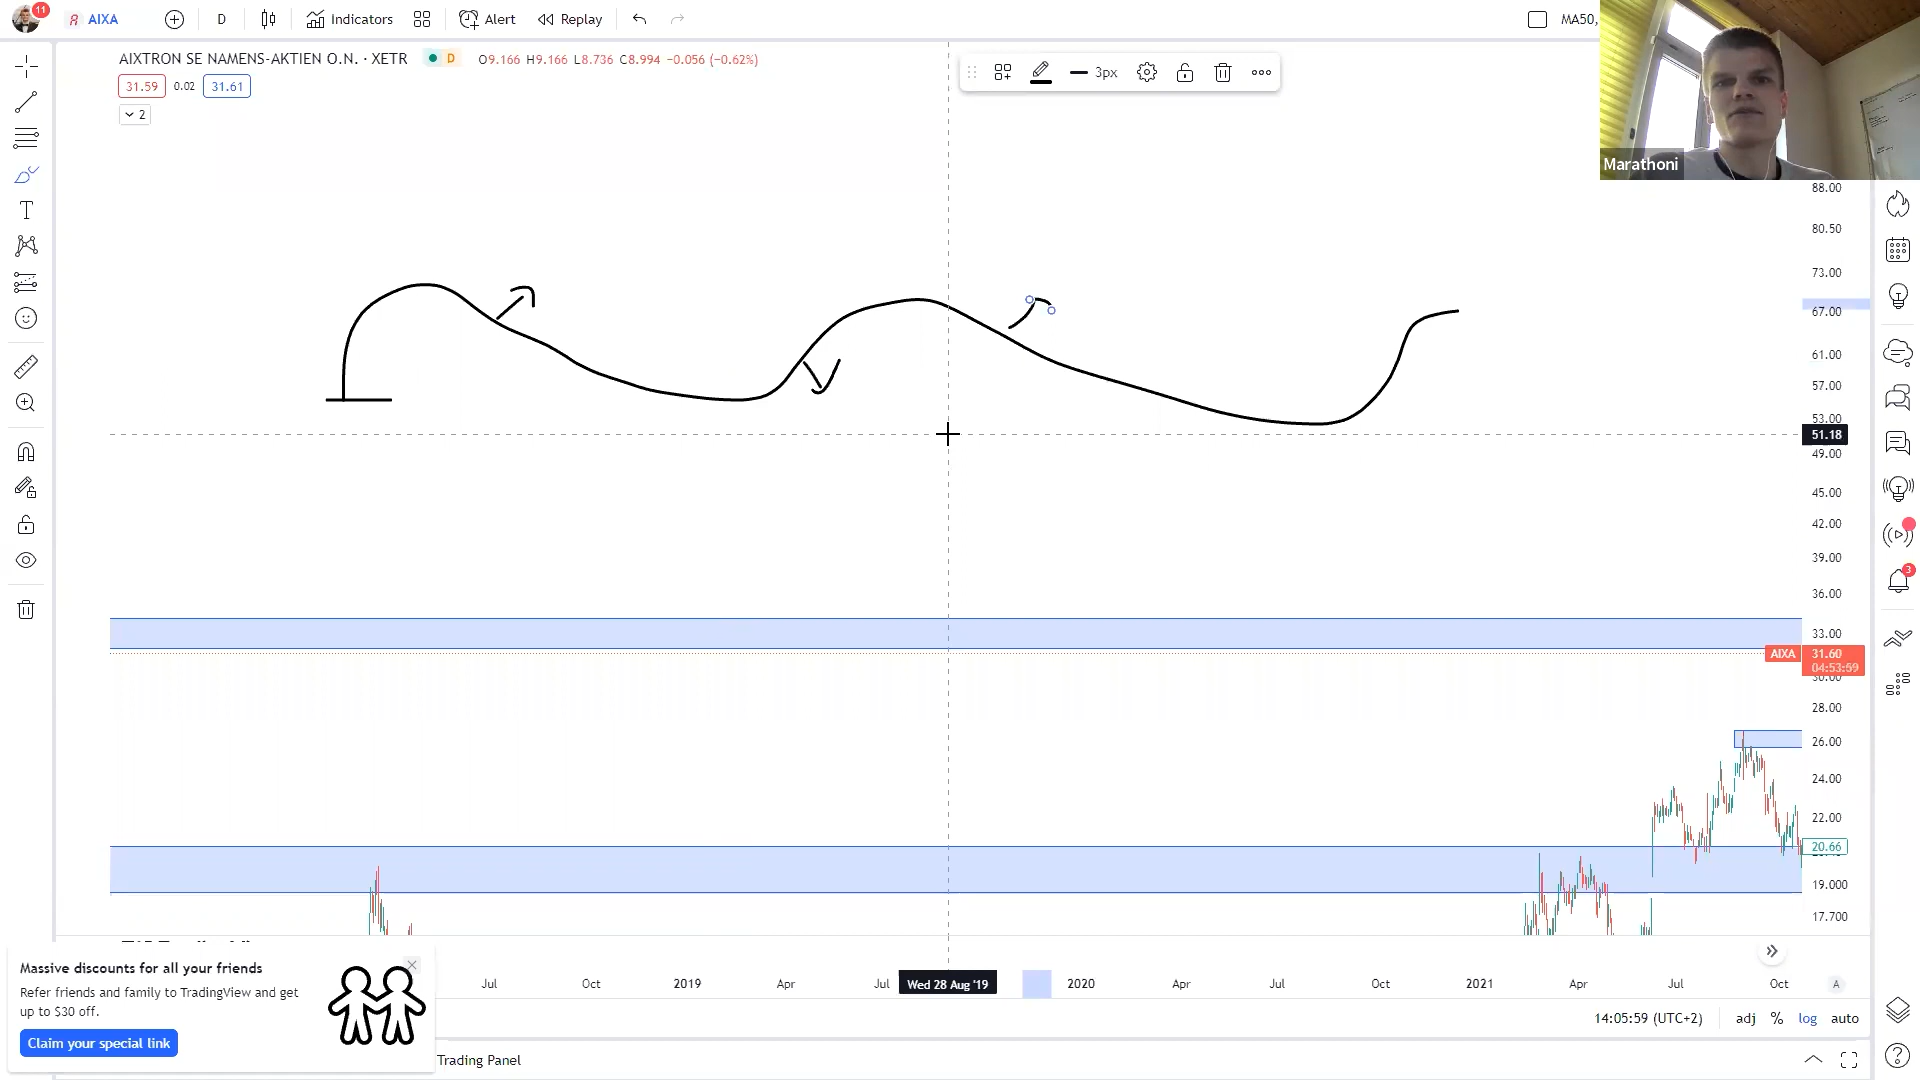 11
AIXA
D
Indicators
Alert
Replay
MA50,
AIXTRON SE NAMENS-AKTIEN O.N. · XETR
D
O9.166 H9.166 L8.736 C8.994 −0.056 (−0.62%)
31.59
0.02
31.61
2
3px
Marathoni
88.00
80.50
73.00
67.00
61.00
57.00
53.00
51.18
49.00
45.00
42.00
39.00
36.00
33.00
AIXA
31.60
04:53:59
30.00
28.00
26.00
24.00
22.00
20.66
19.000
17.700
3
Jul
Oct
2019
Apr
Jul
Wed 28 Aug '19
2020
Apr
Jul
Oct
2021
Apr
Jul
Oct
A
Massive discounts for all your friends
Refer friends and family to TradingView and get
up to $30 off.
Claim your special link
14:05:59 (UTC+2)
adj
%
log
auto
Trading Panel